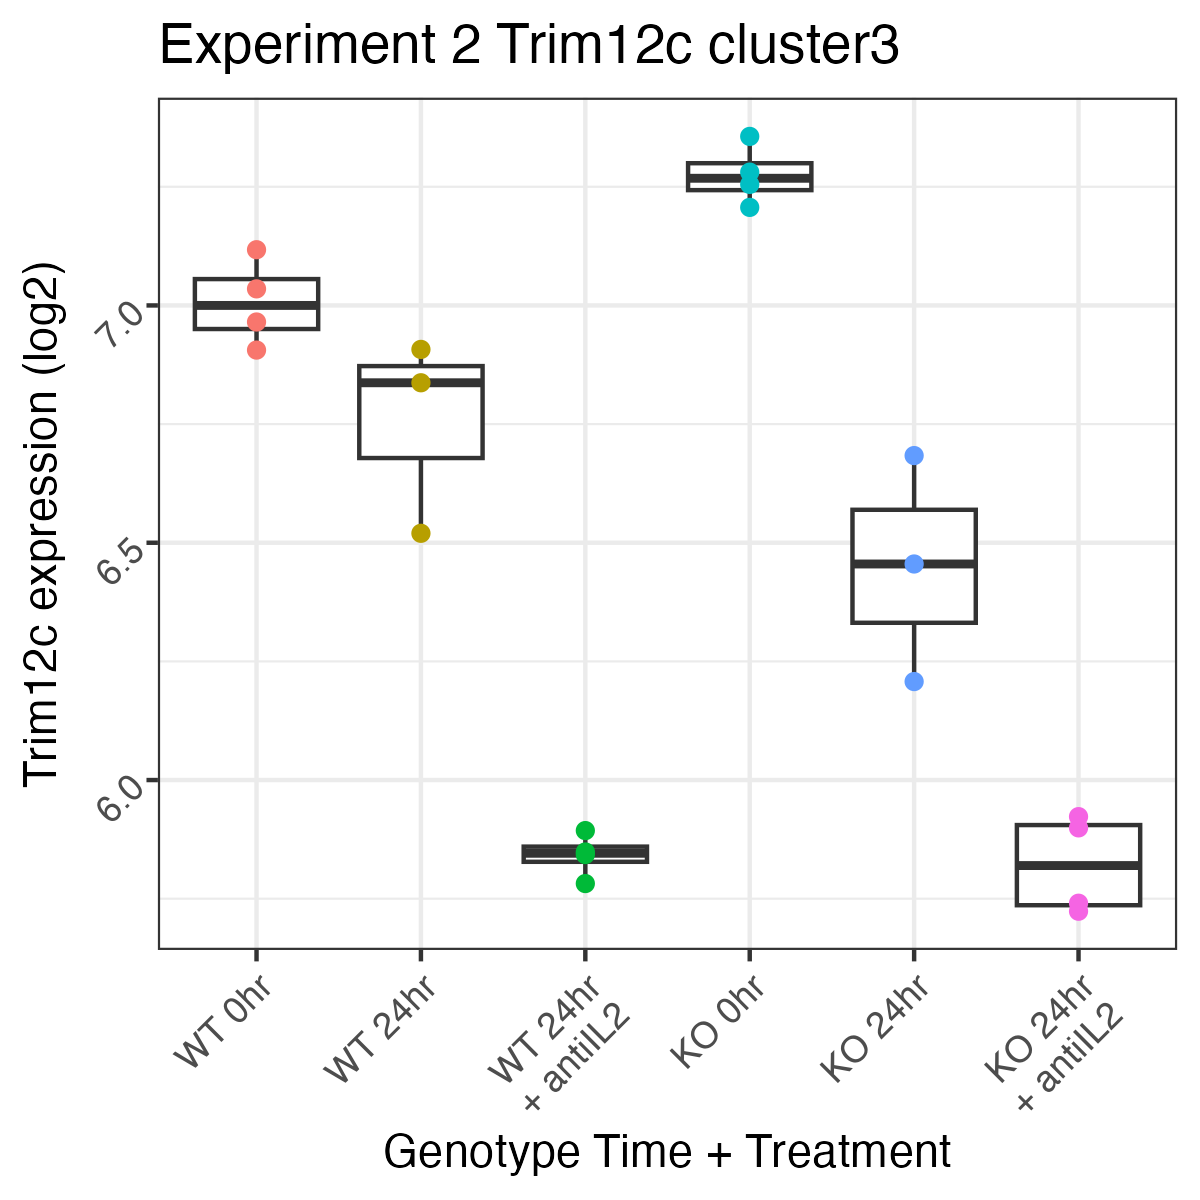 Experiment 2 Trim12c cluster3
Trim12c expression (log2)
7.0
6.5
6.0
WT 0hr
WT 24hr
WT 24hr
+ antiIL2
KO 0hr
KO 24hr
KO 24hr
+ antiIL2
Genotype Time + Treatment